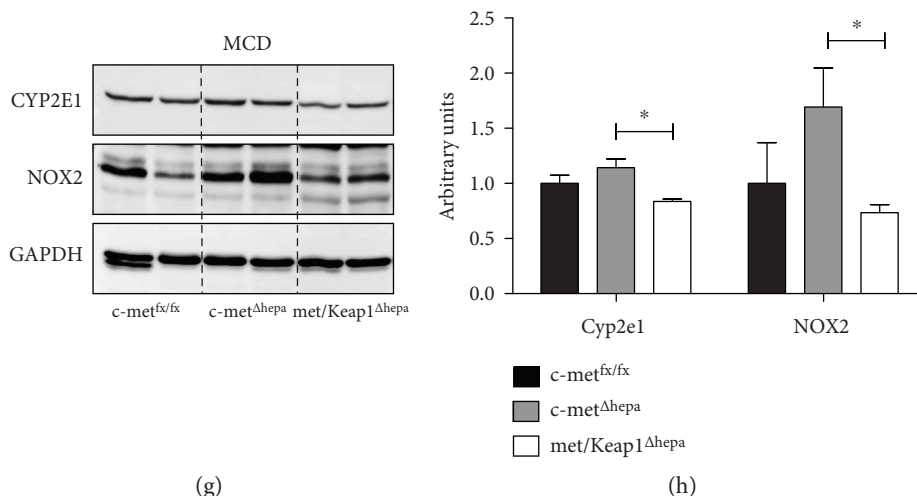 MCD
CYP2E1
NOX2
GAPDH
c-met^fx/fx c-met^Δhepa met/Keap1^Δhepa
(g)
2.5
2.0
1.5
1.0
0.5
0.0
Arbitrary units
*
*
Cyp2e1 NOX2
c-met^fx/fx
c-met^Δhepa
met/Keap1^Δhepa
(h)